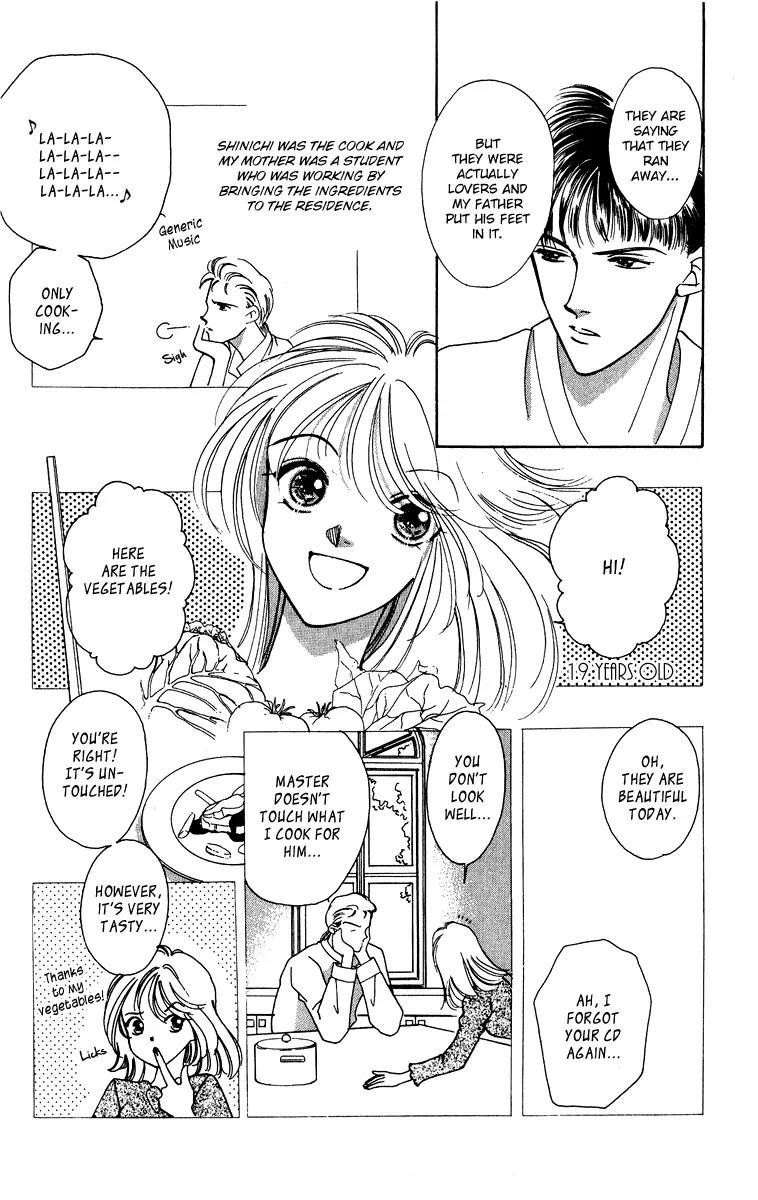 THEY ARE
SAYING
THAT THEY
RAN
AWAY...
BUT
THEY WERE
ACTUALLY
LOVERS AND
MY FATHER
PUT HIS FEET
IN IT.
SHINICHI WAS THE COOK AND
MY MOTHER WAS A STUDENT
WHO WAS WORKING BY
BRINGING THE INGREDIENTS
TO THE RESIDENCE.
♪ LA-LA-LA-
LA-LA-LA--
LA-LA-LA--
LA-LA-LA...♪
Generic
Music
ONLY
COOK-
ING...
Sigh
HI!
19 YEARS OLD
HERE
ARE THE
VEGETABLES!
OH,
THEY ARE
BEAUTIFUL
TODAY.
AH, I
FORGOT
YOUR CD
AGAIN...
YOU
DON'T
LOOK
WELL...
MASTER
DOESN'T
TOUCH WHAT
I COOK FOR
HIM...
YOU'RE
RIGHT!
IT'S UN-
TOUCHED!
HOWEVER,
IT'S VERY
TASTY...
Thanks
to my
vegetables!
Licks